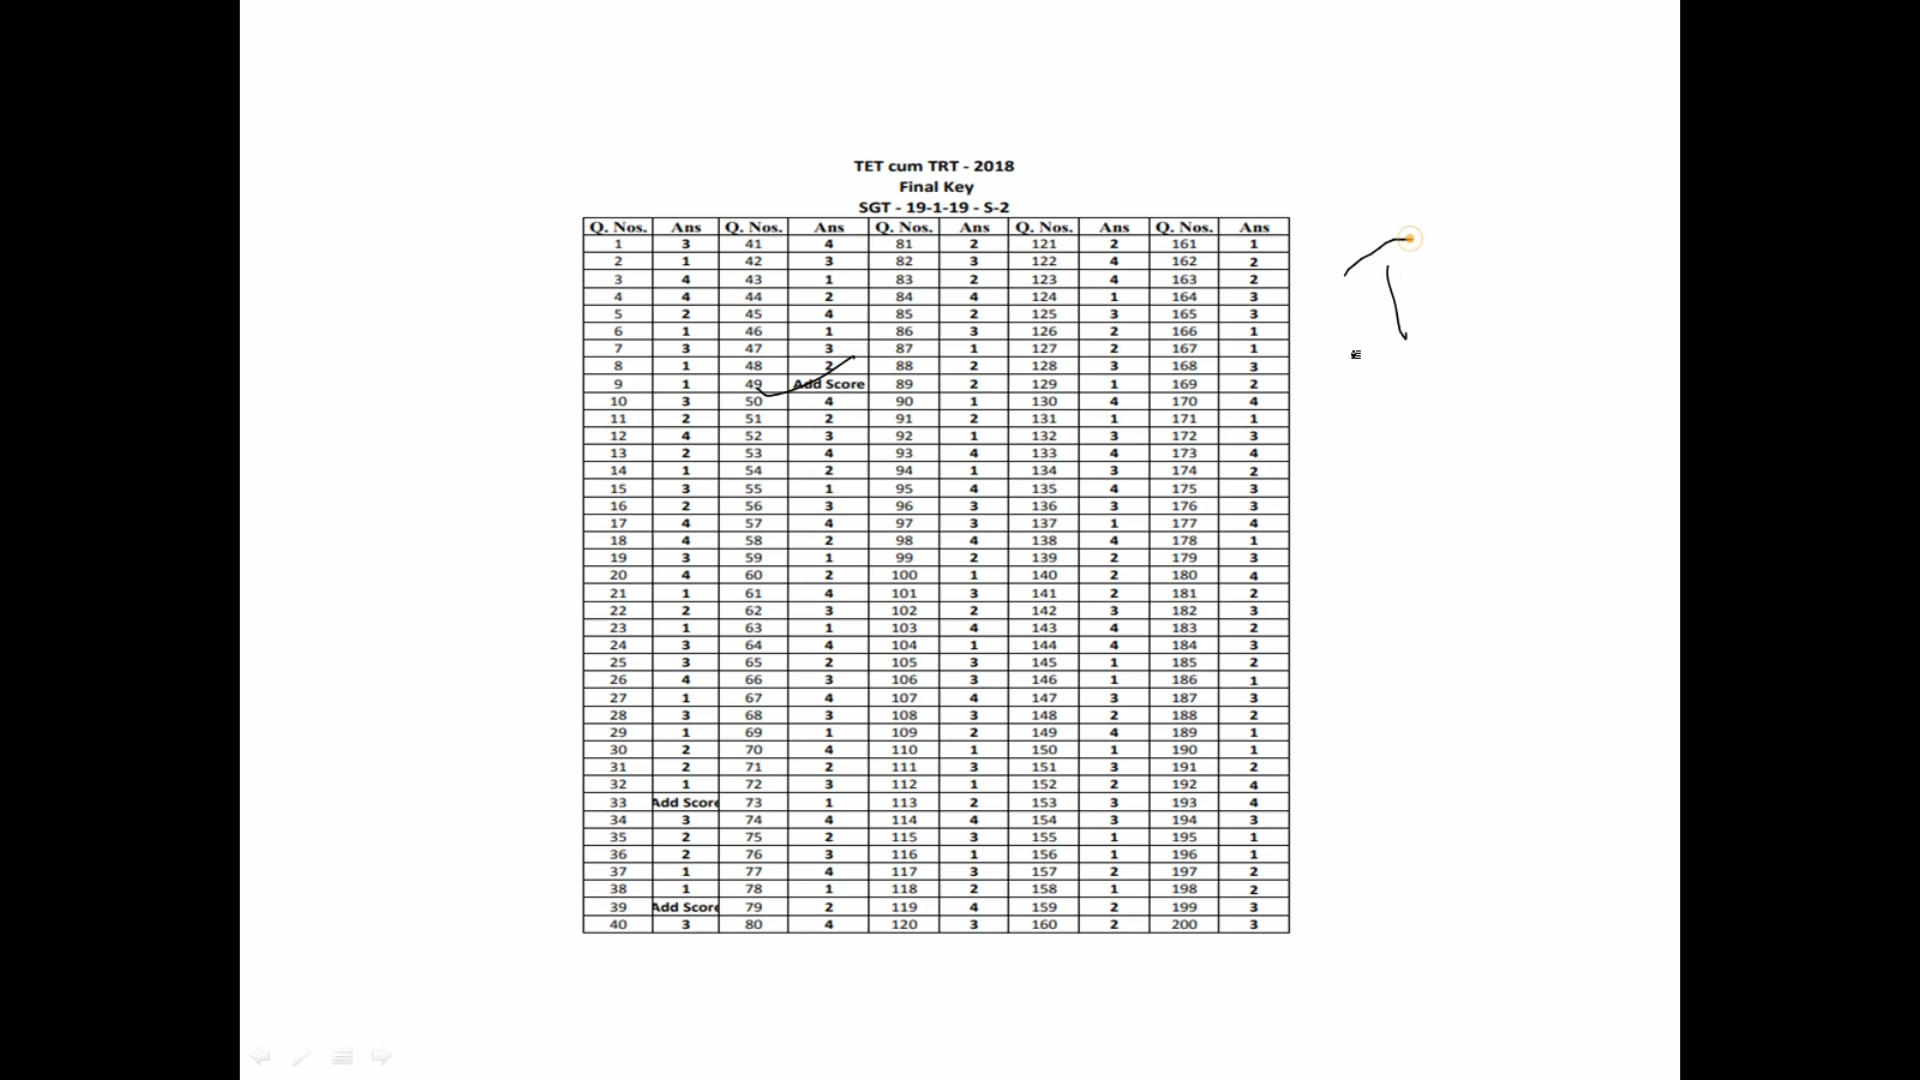 TET cum TRT - 2018
Final Key
SGT - 19-1-19 - S-2
Q. Nos. Ans Q. Nos. Ans Q. Nos. Ans Q. Nos. Ans Q. Nos. Ans
1 3 41 4 81 2 121 2 161 1
2 1 42 3 82 3 122 4 162 2
3 4 43 1 83 2 123 4 163 2
4 4 44 2 84 4 124 1 164 3
5 2 45 4 85 2 125 3 165 3
6 1 46 1 86 3 126 2 166 1
7 3 47 3 87 1 127 2 167 1
8 1 48 2 88 2 128 3 168 3
9 1 49 Add Score 89 2 129 1 169 2
10 3 50 4 90 1 130 4 170 4
11 2 51 2 91 2 131 1 171 1
12 4 52 3 92 1 132 3 172 3
13 2 53 4 93 4 133 4 173 4
14 1 54 2 94 1 134 3 174 2
15 3 55 1 95 4 135 4 175 3
16 2 56 3 96 3 136 3 176 3
17 4 57 4 97 3 137 1 177 4
18 4 58 2 98 4 138 4 178 1
19 3 59 1 99 2 139 2 179 3
20 4 60 2 100 1 140 2 180 4
21 1 61 4 101 3 141 2 181 2
22 2 62 3 102 2 142 3 182 3
23 1 63 1 103 4 143 4 183 2
24 3 64 4 104 1 144 4 184 3
25 3 65 2 105 3 145 1 185 2
26 4 66 3 106 3 146 1 186 1
27 1 67 4 107 4 147 3 187 3
28 3 68 3 108 3 148 2 188 2
29 1 69 1 109 2 149 4 189 1
30 2 70 4 110 1 150 1 190 1
31 2 71 2 111 3 151 3 191 2
32 1 72 3 112 1 152 2 192 4
33 Add Score 73 1 113 2 153 3 193 4
34 3 74 4 114 4 154 3 194 3
35 2 75 2 115 3 155 1 195 1
36 2 76 3 116 1 156 1 196 1
37 1 77 4 117 3 157 2 197 2
38 1 78 1 118 2 158 1 198 2
39 Add Score 79 2 119 4 159 2 199 3
40 3 80 4 120 3 160 2 200 3